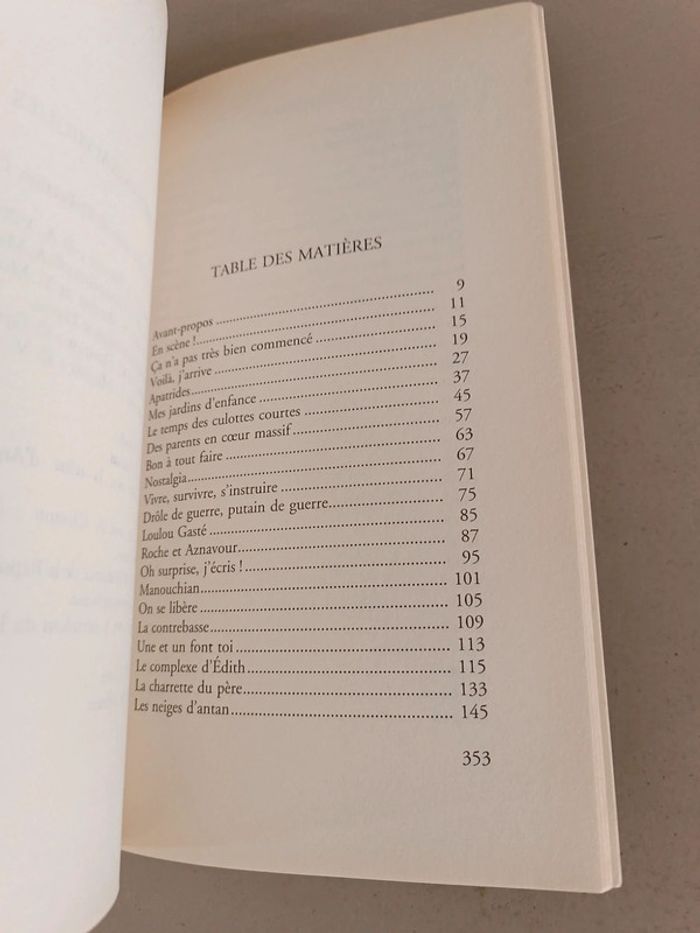 TABLE DES MATIÈRES
Avant-propos ........ 9
En scène ! ........ 11
Ça n'a pas très bien commencé ........ 15
Voilà, j'arrive ........ 19
Apatrides ........ 27
Mes jardins d'enfance ........ 37
Le temps des culottes courtes ........ 45
Des parents en cœur massif ........ 57
Bon à tout faire ........ 63
Nostalgia ........ 67
Vivre, survivre, s'instruire ........ 71
Drôle de guerre, putain de guerre ........ 75
Loulou Gasté ........ 85
Roche et Aznavour ........ 87
Oh surprise, j'écris ! ........ 95
Manouchian ........ 101
On se libère ........ 105
La contrebasse ........ 109
Une et un font toi ........ 113
Le complexe d'Édith ........ 115
La charrette du père ........ 133
Les neiges d'antan ........ 145
353